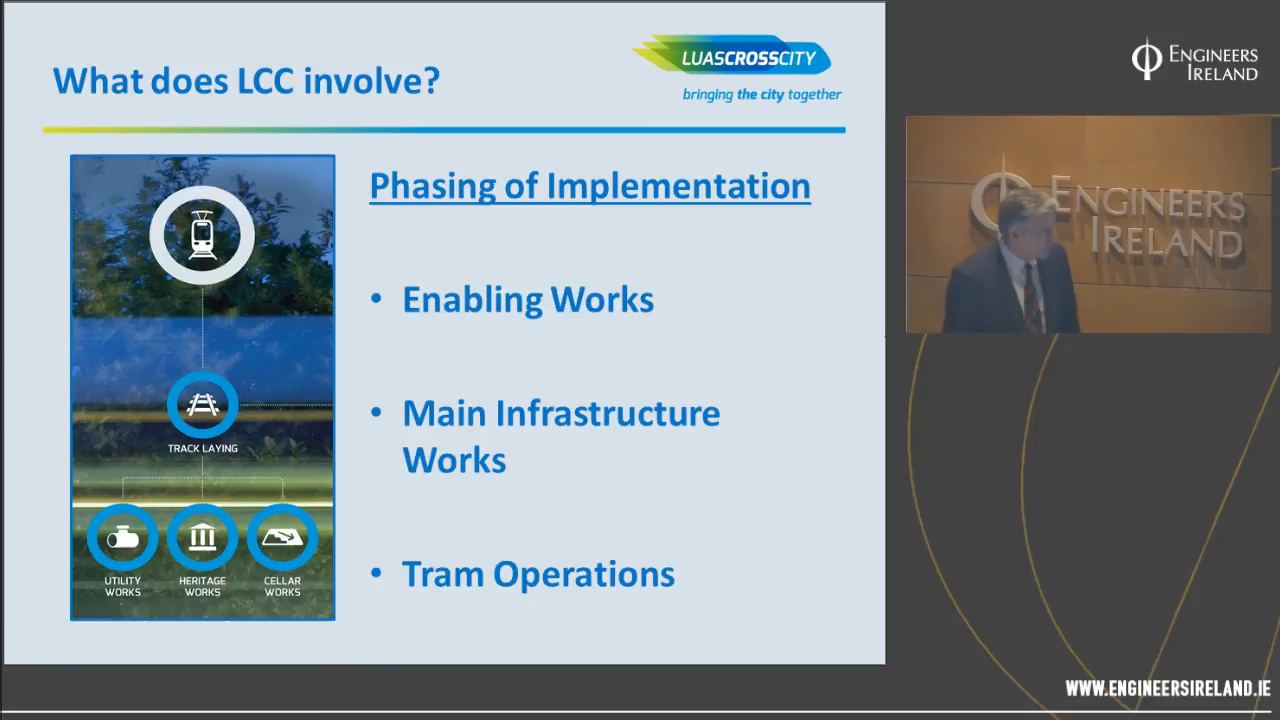 What does LCC involve?
LUASCROSSCITY
bringing the city together
Phasing of Implementation
• Enabling Works
• Main Infrastructure
Works
• Tram Operations
TRACK LAYING
UTILITY
WORKS
HERITAGE
WORKS
CELLAR
WORKS
ENGINEERS
IRELAND
ENGINEERS
IRELAND
WWW.ENGINEERSIRELAND.IE